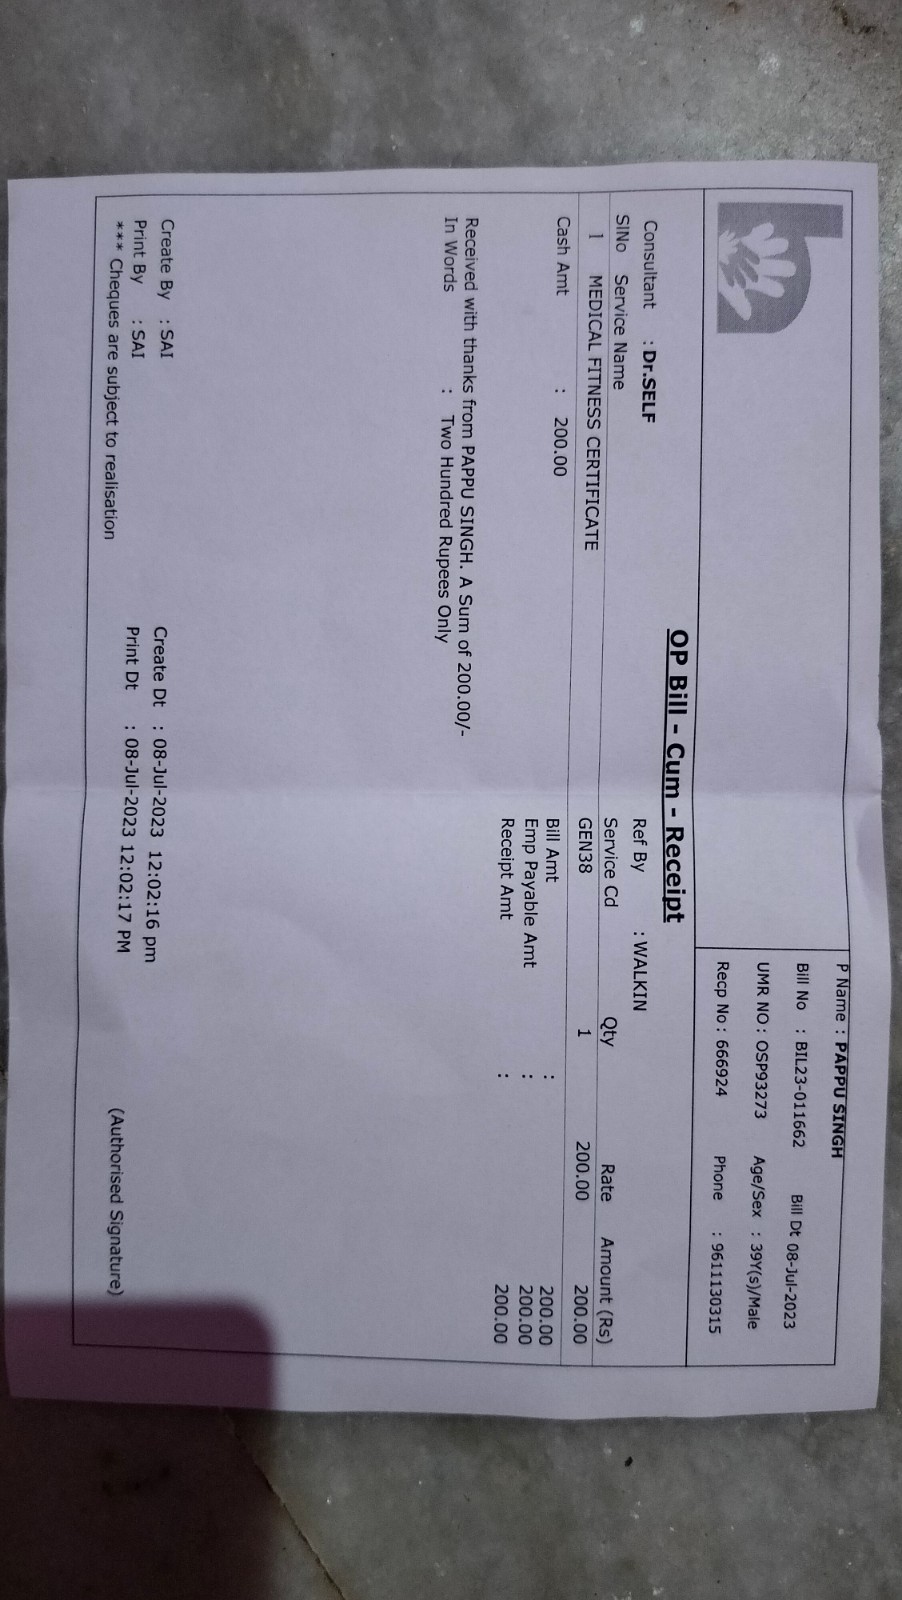 P Name : PAPPU SINGH
Bill No : BIL23-011662 Bill Dt 08-Jul-2023
UMR NO : OSP93273 Age/Sex : 39Y(s)/Male
Recp No : 666924 Phone : 9611130315
OP Bill - Cum - Receipt
Consultant : Dr.SELF Ref By : WALKIN
SlNo Service Name Service Cd Qty Rate Amount (Rs)
1 MEDICAL FITNESS CERTIFICATE GEN38 1 200.00 200.00
Cash Amt : 200.00 Bill Amt : 200.00
Emp Payable Amt : 200.00
Receipt Amt : 200.00
Received with thanks from PAPPU SINGH. A Sum of 200.00/-
In Words : Two Hundred Rupees Only
Create By : SAI Create Dt : 08-Jul-2023 12:02:16 pm
Print By : SAI Print Dt : 08-Jul-2023 12:02:17 PM
*** Cheques are subject to realisation (Authorised Signature)